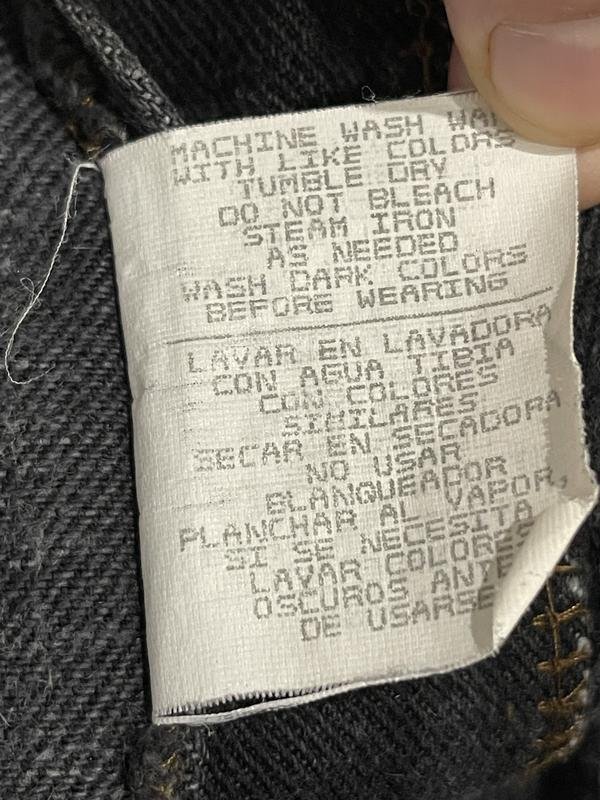 MACHINE WASH WAR
WITH LIKE COLORS
TUMBLE DRY
DO NOT BLEACH
STEAM IRON
AS NEEDED
WASH DARK COLORS
BEFORE WEARING
LAVAR EN LAVADORA
CON AGUA TIBIA
CON COLORES
SIMILARES
SECAR EN SECADORA
NO USAR
BLANQUEADOR
PLANCHAR AL VAPOR,
SI SE NECESITA
LAVAR COLORES
OSCUROS ANTE
DE USARSE